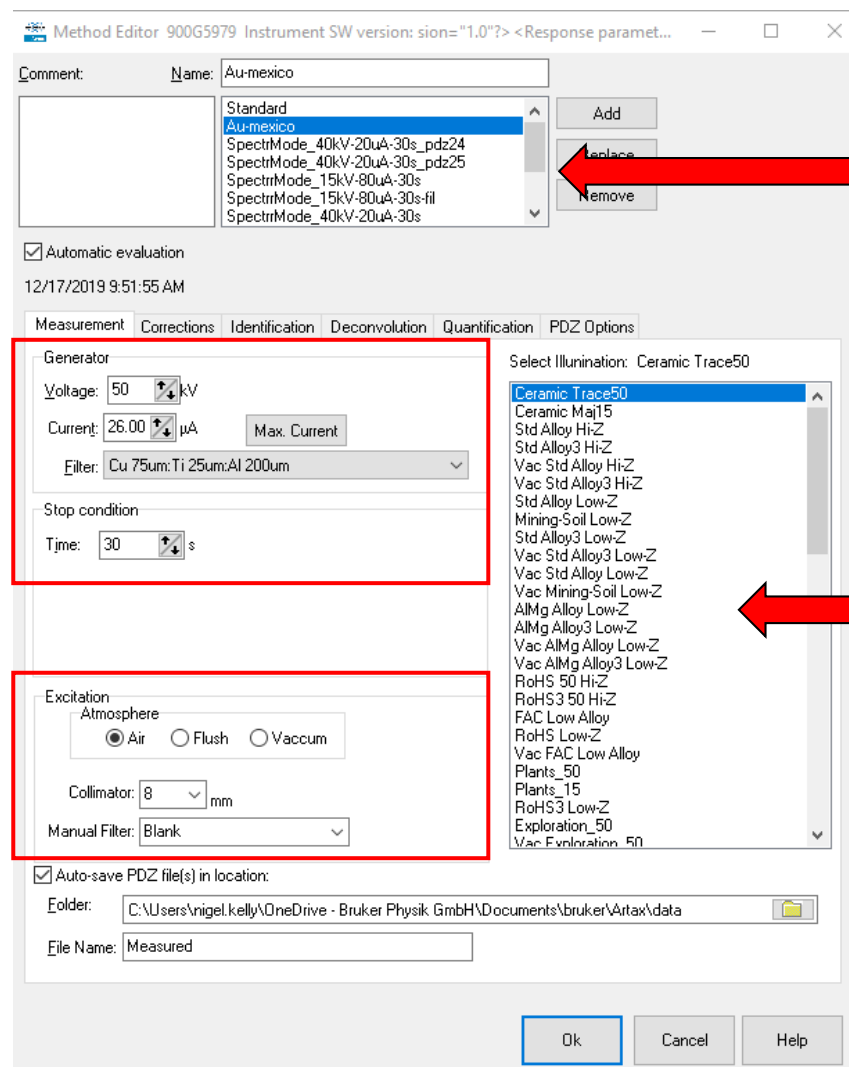 Method Editor 900G5979 Instrument SW version: sion="1.0"?> <Response paramet...
Comment:
Name: Au-mexico
Standard
Au-mexico
SpectrMode_40kV-20uA-30s_pdz24
SpectrMode_40kV-20uA-30s_pdz25
SpectrrMode_15kV-80uA-30s
SpectrrMode_15kV-80uA-30s-fil
SpectrrMode_40kV-20uA-30s
Add
Replace
Remove
Automatic evaluation
12/17/2019 9:51:55 AM
Measurement Corrections Identification Deconvolution Quantification PDZ Options
Generator
Voltage: 50 kV
Current: 26.00 μA Max. Current
Filter: Cu 75um:Ti 25um:Al 200um
Stop condition
Time: 30 s
Excitation
Atmosphere
Air Flush Vaccum
Collimator: 8 mm
Manual Filter: Blank
Select Illunination: Ceramic Trace50
Ceramic Trace50
Ceramic Maj15
Std Alloy Hi-Z
Std Alloy3 Hi-Z
Vac Std Alloy Hi-Z
Vac Std Alloy3 Hi-Z
Std Alloy Low-Z
Mining-Soil Low-Z
Std Alloy3 Low-Z
Vac Std Alloy3 Low-Z
Vac Std Alloy Low-Z
Vac Mining-Soil Low-Z
AlMg Alloy Low-Z
AlMg Alloy3 Low-Z
Vac AlMg Alloy Low-Z
Vac AlMg Alloy3 Low-Z
RoHS 50 Hi-Z
RoHS3 50 Hi-Z
FAC Low Alloy
RoHS Low-Z
Vac FAC Low Alloy
Plants_50
Plants_15
RoHS3 Low-Z
Exploration_50
Vac Exploration_50
Auto-save PDZ file(s) in location:
Folder: C:\Users\nigel.kelly\OneDrive - Bruker Physik GmbH\Documents\bruker\Artax\data
File Name: Measured
Ok Cancel Help